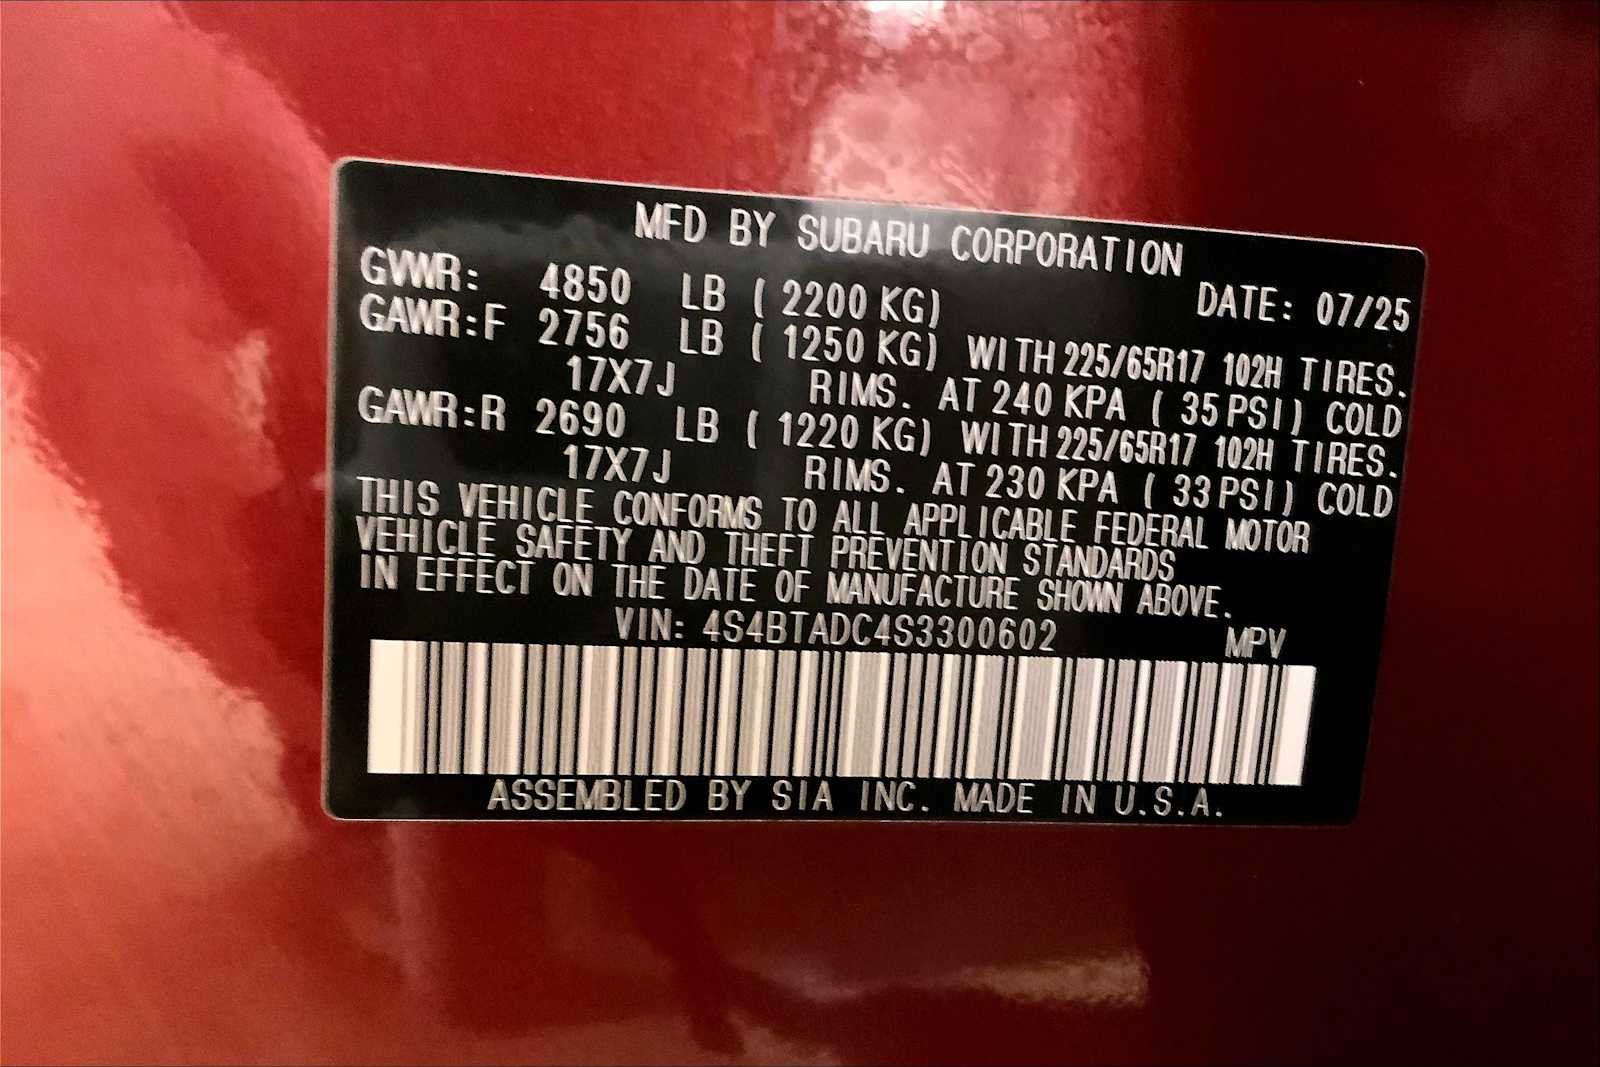 MFD BY SUBARU CORPORATION
GVWR: 4850 LB ( 2200 KG) DATE: 07/25
GAWR:F 2756 LB ( 1250 KG) WITH 225/65R17 102H TIRES.
17X7J RIMS. AT 240 KPA ( 35 PSI) COLD
GAWR:R 2690 LB ( 1220 KG) WITH 225/65R17 102H TIRES.
17X7J RIMS. AT 230 KPA ( 33 PSI) COLD
THIS VEHICLE CONFORMS TO ALL APPLICABLE FEDERAL MOTOR
VEHICLE SAFETY AND THEFT PREVENTION STANDARDS
IN EFFECT ON THE DATE OF MANUFACTURE SHOWN ABOVE.
VIN: 4S4BTADC4S3300602 MPV
ASSEMBLED BY SIA INC. MADE IN U.S.A.